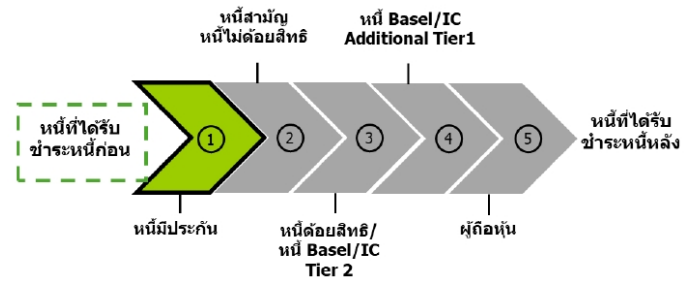 หนี้สามัญ
หนี้ไม่ด้อยสิทธิ
หนี้ Basel/IC
Additional Tier1
หนี้ที่ได้รับ
ชำระหนี้ก่อน
1
2
3
4
5
หนี้ที่ได้รับ
ชำระหนี้หลัง
หนี้มีประกัน
หนี้ด้อยสิทธิ/
หนี้ Basel/IC
Tier 2
ผู้ถือหุ้น